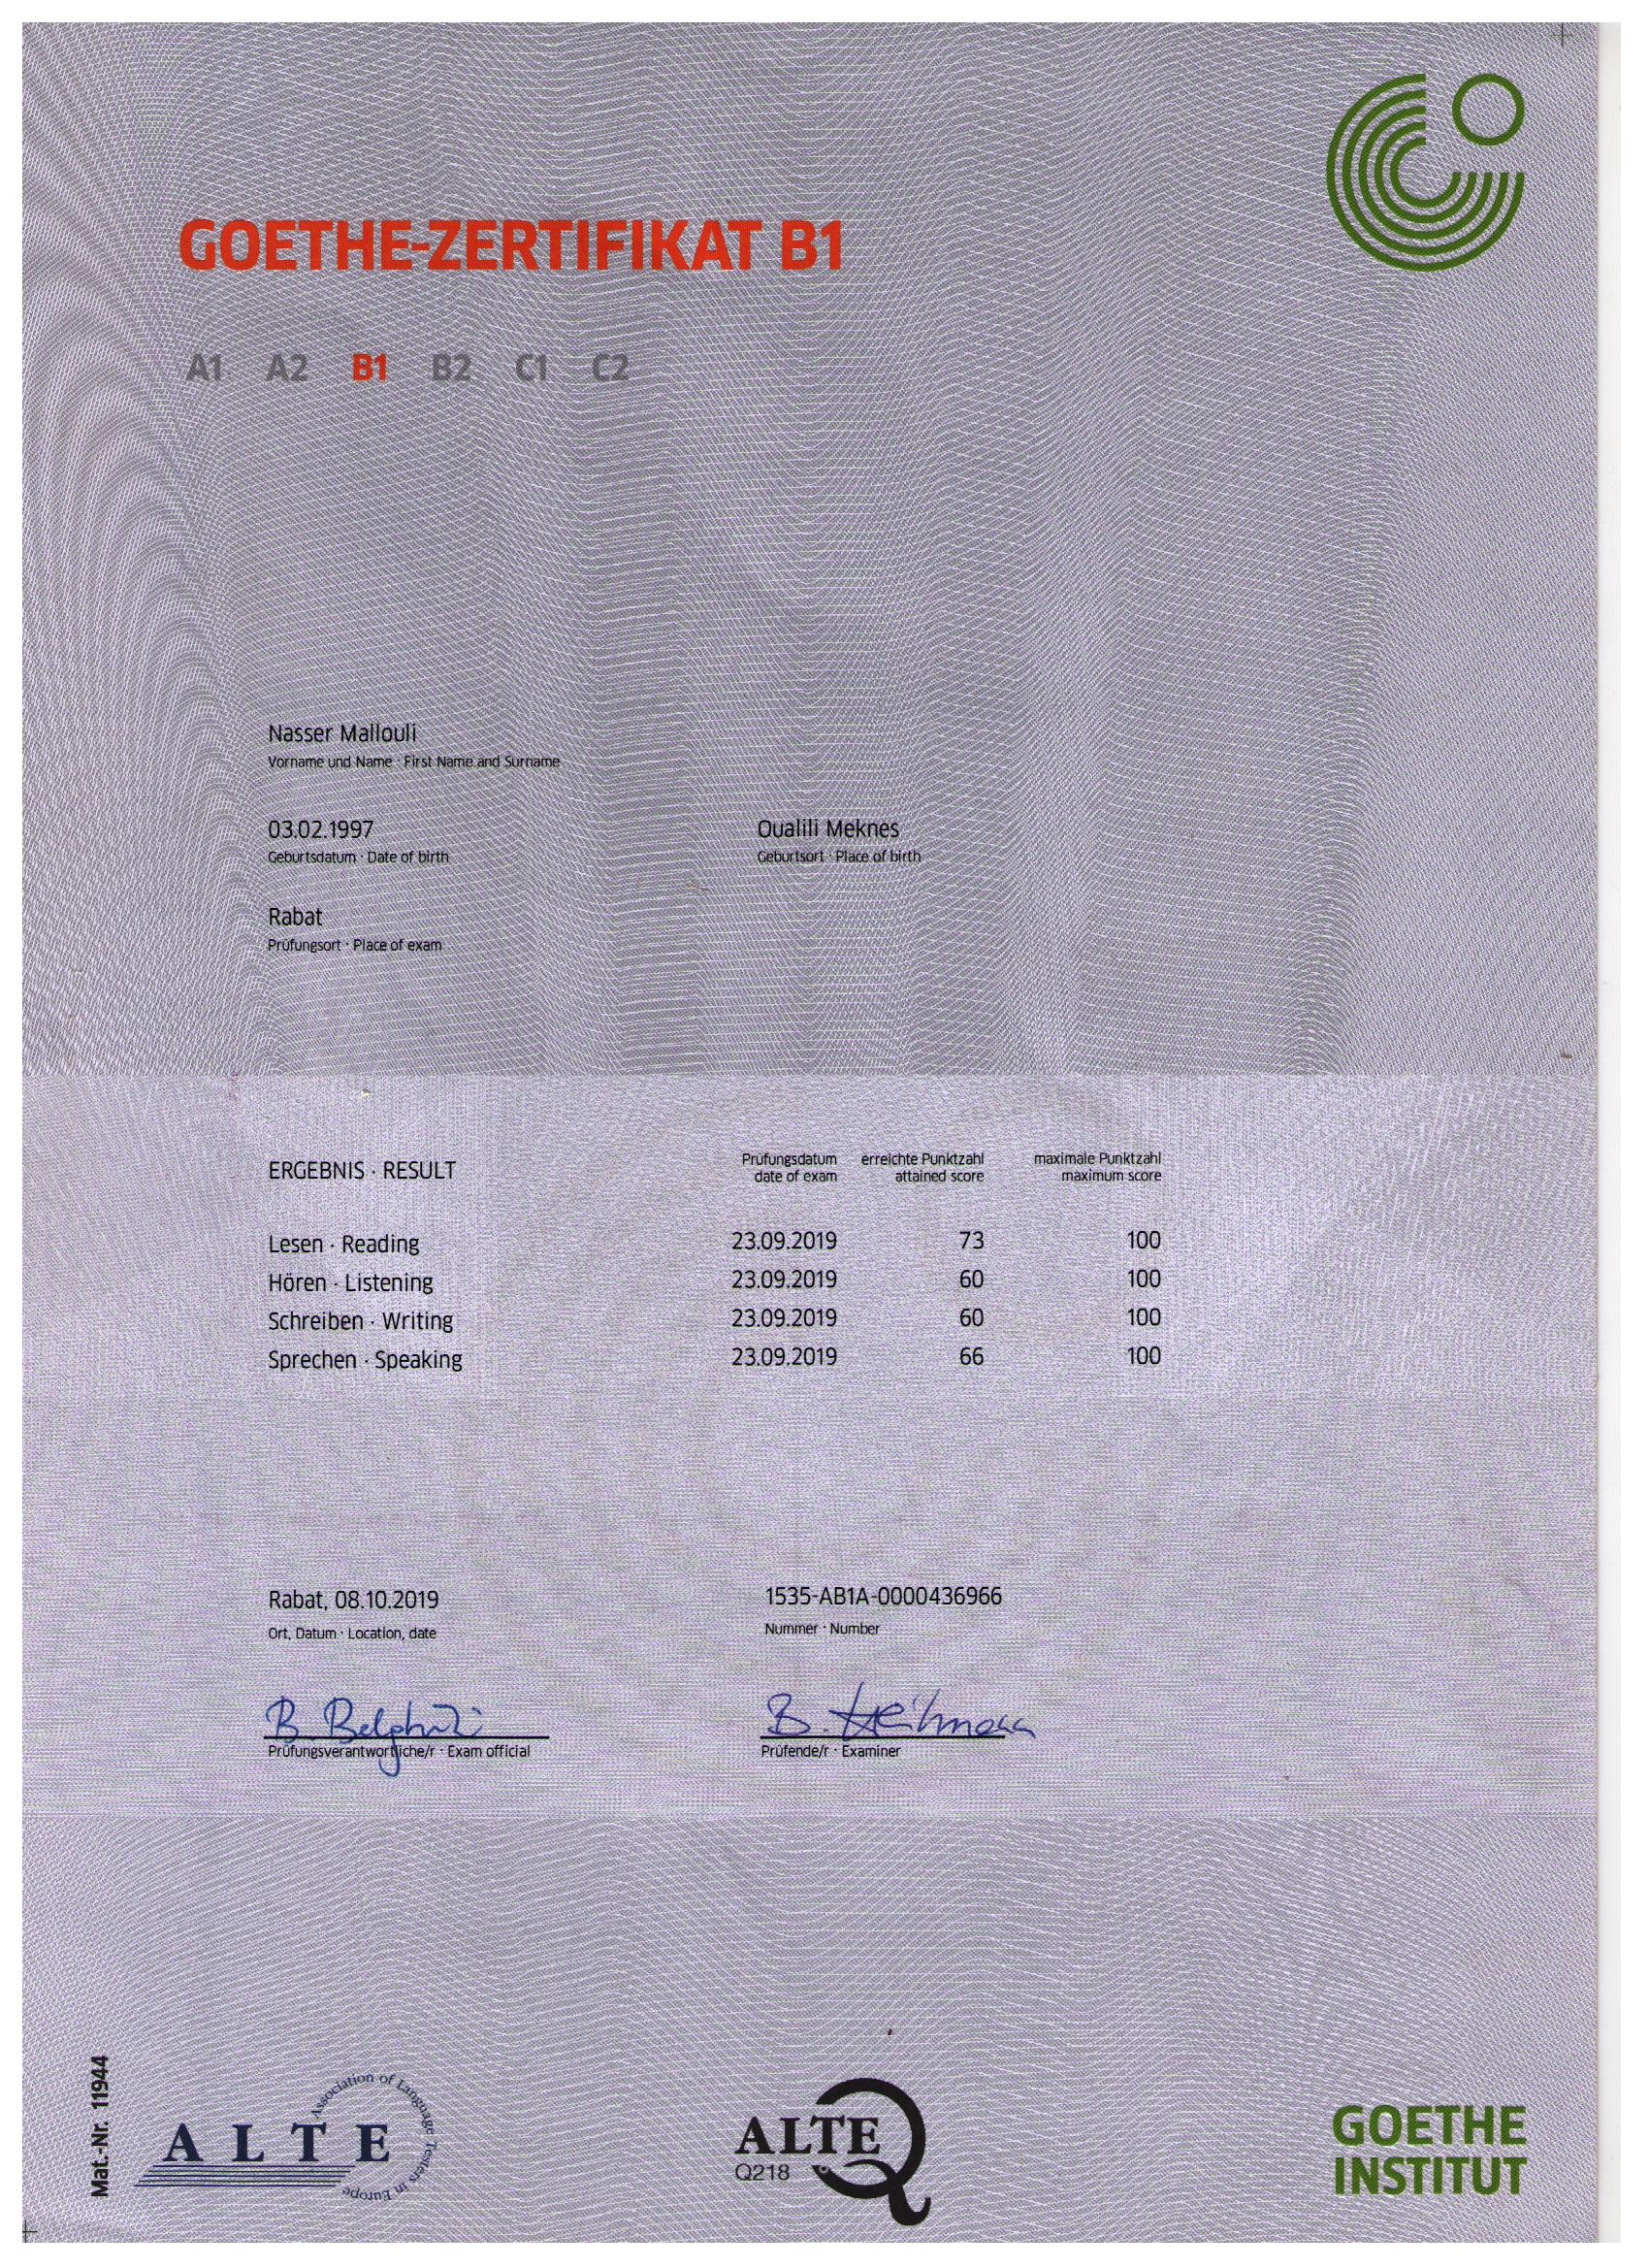 GOETHE-ZERTIFIKAT B1
A1 A2 B1 B2 C1 C2
Nasser Mallouli
Vorname und Name · First Name and Surname
03.02.1997 Oualili Meknes
Geburtsdatum · Date of birth Geburtsort · Place of birth
Rabat
Prüfungsort · Place of exam
ERGEBNIS · RESULT Prüfungsdatum erreichte Punktzahl maximale Punktzahl
date of exam attained score maximum score
Lesen · Reading 23.09.2019 73 100
Hören · Listening 23.09.2019 60 100
Schreiben · Writing 23.09.2019 60 100
Sprechen · Speaking 23.09.2019 66 100
Rabat, 08.10.2019 1535-AB1A-0000436966
Ort, Datum · Location, date Nummer · Number
B.
B.
Prüfungsverantwortliche/r · Exam official Prüfende/r · Examiner
Mat.-Nr. 11944
ALTE
Association of Language Testers in Europe
ALTE
Q218
GOETHE
INSTITUT